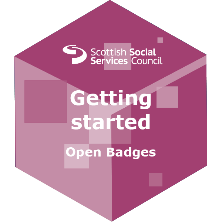 Scottish Social
Services Council
Getting
started
Open Badges